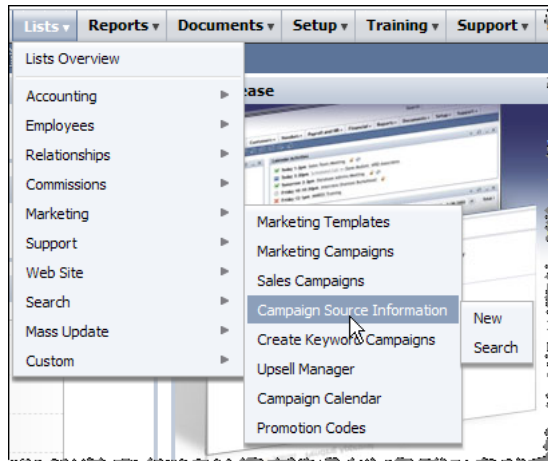 Lists Reports Documents Setup Training Support
Lists Overview
ease
Accounting
Employees
Relationships
Commissions
Marketing
Support
Web Site
Search
Mass Update
Custom
Marketing Templates
Marketing Campaigns
Sales Campaigns
Campaign Source Information
Create Keyword Campaigns
Upsell Manager
Campaign Calendar
Promotion Codes
New
Search